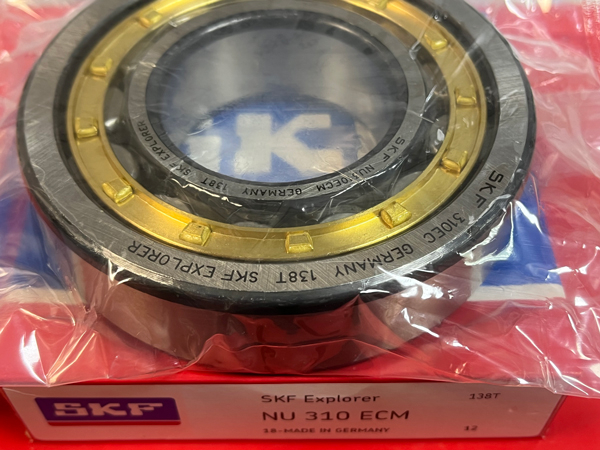 SKF 310EC GERMANY 138T SKF EXPLORER
SKF NU310ECM GERMANY 138T SKF EXPLORER
SKF
SKF Explorer
138T
NU 310 ECM
18-MADE IN GERMANY
12